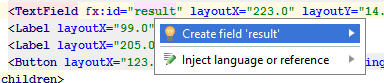 <TextField fx:id="result" layoutX="223.0" layoutY="14.
<Label layoutX="99.0"
Create field 'result'
<Label layoutX="205.0
Inject language or reference
<Button layoutX="123.
ing
children>